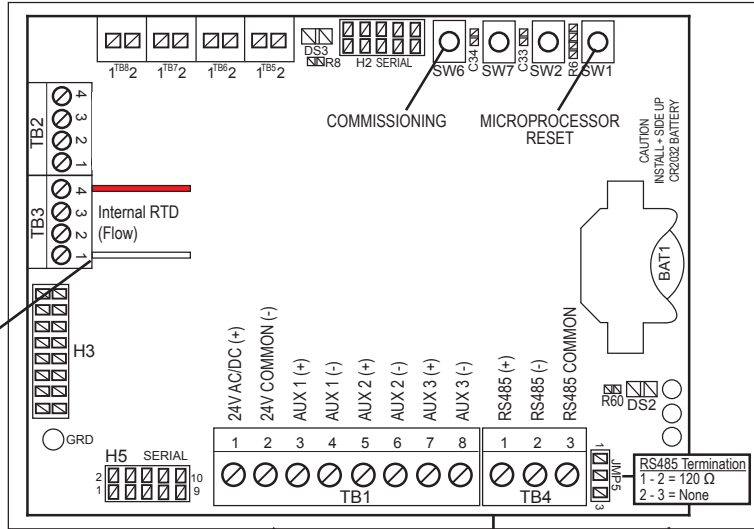 1 TB8 2
1 TB7 2
1 TB6 2
1 TB5 2
DS3
R8
H2 SERIAL
SW6
C34
SW7
C33
SW2
R6
SW1
COMMISSIONING
MICROPROCESSOR
RESET
CAUTION
INSTALL + SIDE UP
CR2032 BATTERY
BAT1
TB2
4
3
2
1
TB3
4
3
2
1
Internal RTD
(Flow)
H3
GRD
H5 SERIAL
2
1
10
9
24V AC/DC (+)
24V COMMON (-)
AUX 1 (+)
AUX 1 (-)
AUX 2 (+)
AUX 2 (-)
AUX 3 (+)
AUX 3 (-)
1 2 3 4 5 6 7 8
TB1
RS485 (+)
RS485 (-)
RS485 COMMON
1 2 3
TB4
R60
DS2
1
JMP5
3
RS485 Termination
1 - 2 = 120 Ω
2 - 3 = None